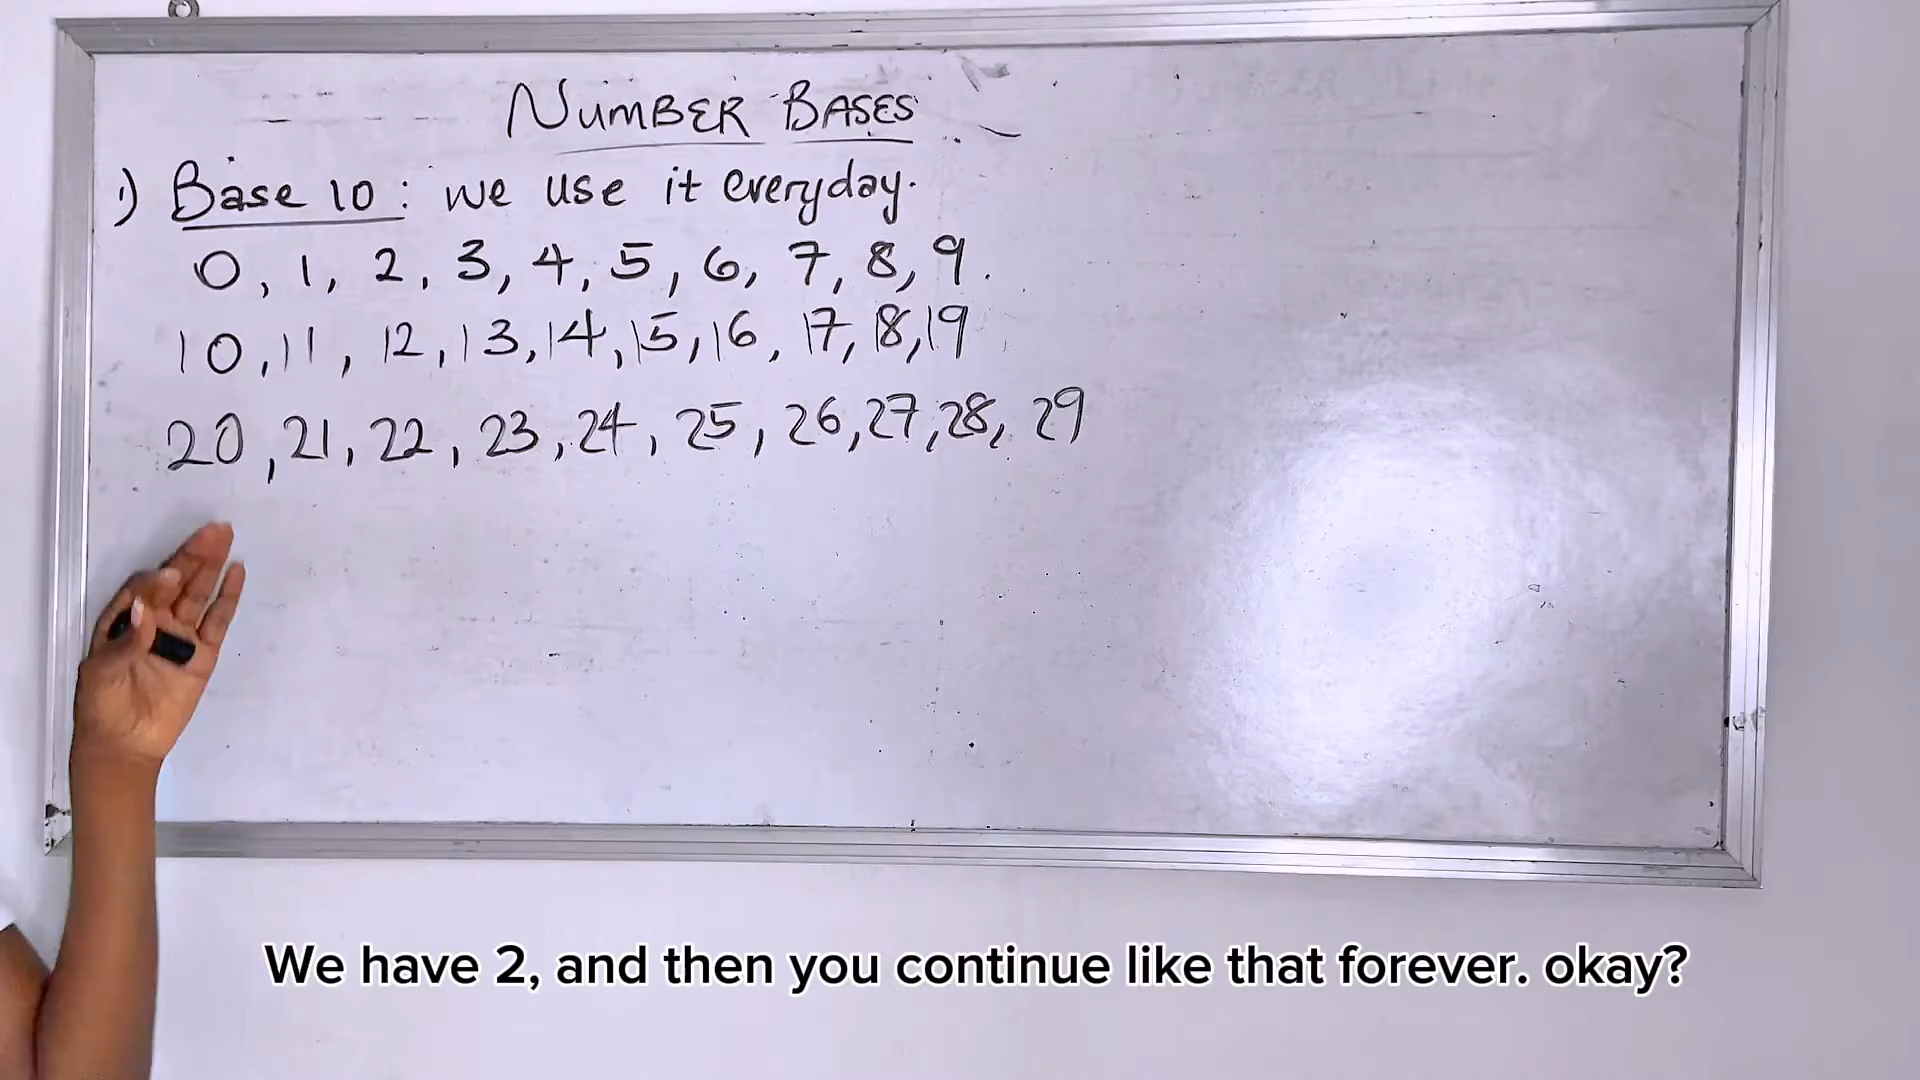 NUMBER BASES
1) Base 10: we use it everyday.
0, 1, 2, 3, 4, 5, 6, 7, 8, 9.
10, 11, 12, 13, 14, 15, 16, 17, 18, 19
20, 21, 22, 23, 24, 25, 26, 27, 28, 29
We have 2, and then you continue like that forever. okay?